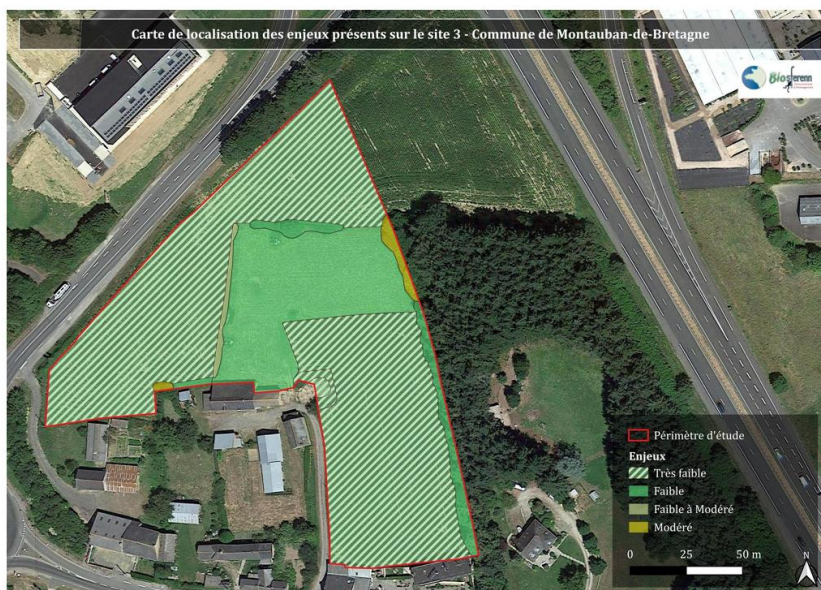 Carte de localisation des enjeux présents sur le site 3 - Commune de Montauban-de-Bretagne
Biosferenn
Périmètre d'étude
Enjeux
Très faible
Faible
Faible à Modéré
Modéré
0 25 50 m
N